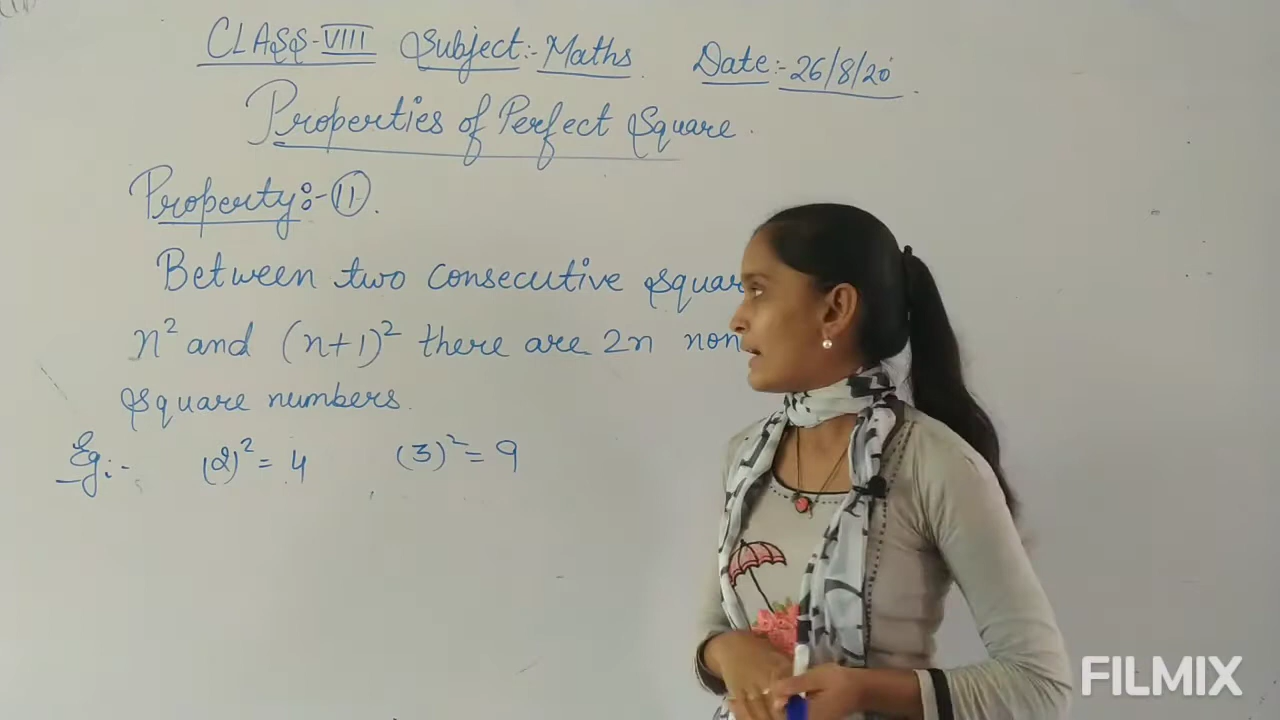 CLASS-VIII Subject:- Maths Date:- 26/8/20
Properties of Perfect Square.
Property:- 11.
Between two consecutive
n² and (n+1)² there are 2n non
square numbers.
Eg:- (2)² = 4 (3)² = 9
FILMIX